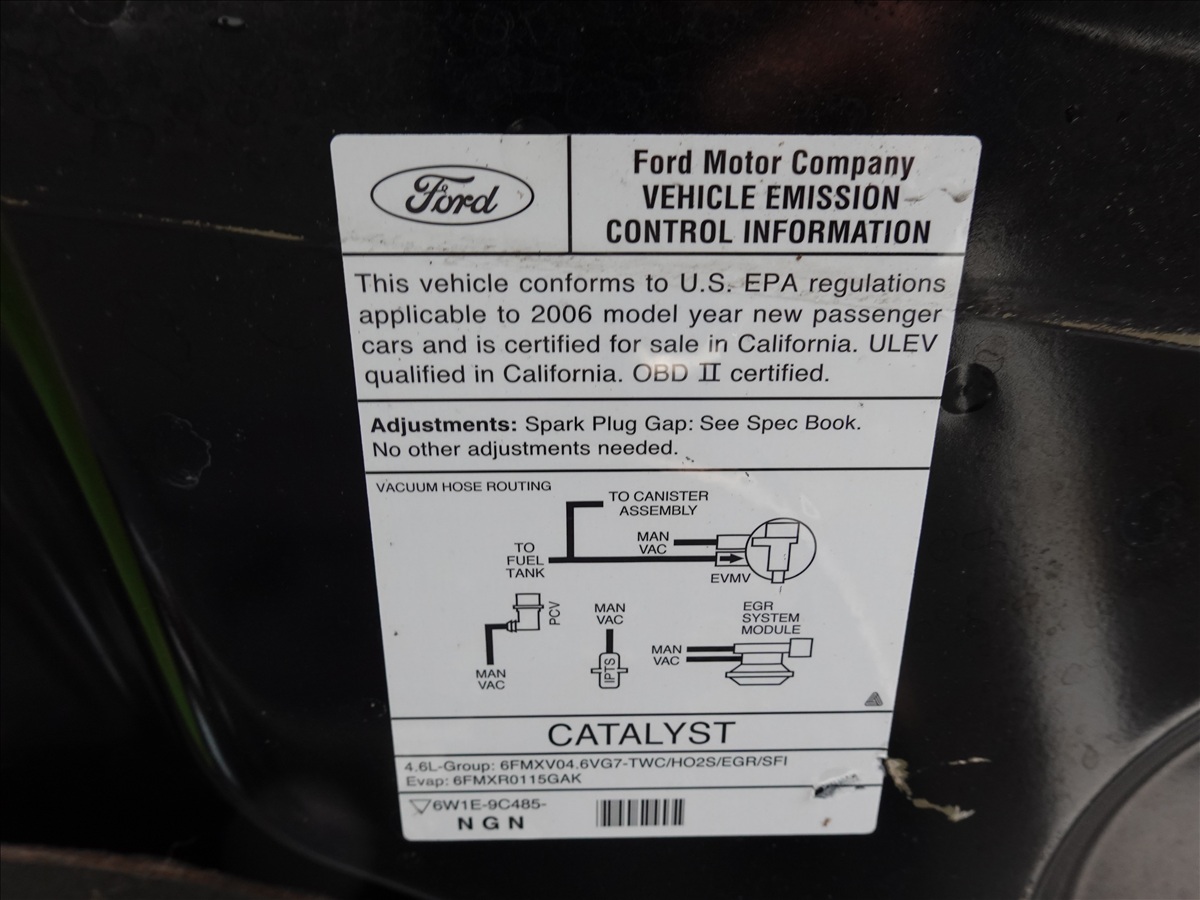 Ford
Ford Motor Company
VEHICLE EMISSION
CONTROL INFORMATION
This vehicle conforms to U.S. EPA regulations
applicable to 2006 model year new passenger
cars and is certified for sale in California. ULEV
qualified in California. OBD II certified.
Adjustments: Spark Plug Gap: See Spec Book.
No other adjustments needed.
VACUUM HOSE ROUTING
TO CANISTER
ASSEMBLY
MAN
VAC
TO
FUEL
TANK
EVMV
PCV
MAN
VAC
MAN
VAC
IPTS
EGR
SYSTEM
MODULE
MAN
VAC
CATALYST
4.6L-Group: 6FMXV04.6VG7-TWC/HO2S/EGR/SFI
Evap: 6FMXR0115GAK
6W1E-9C485-
N G N